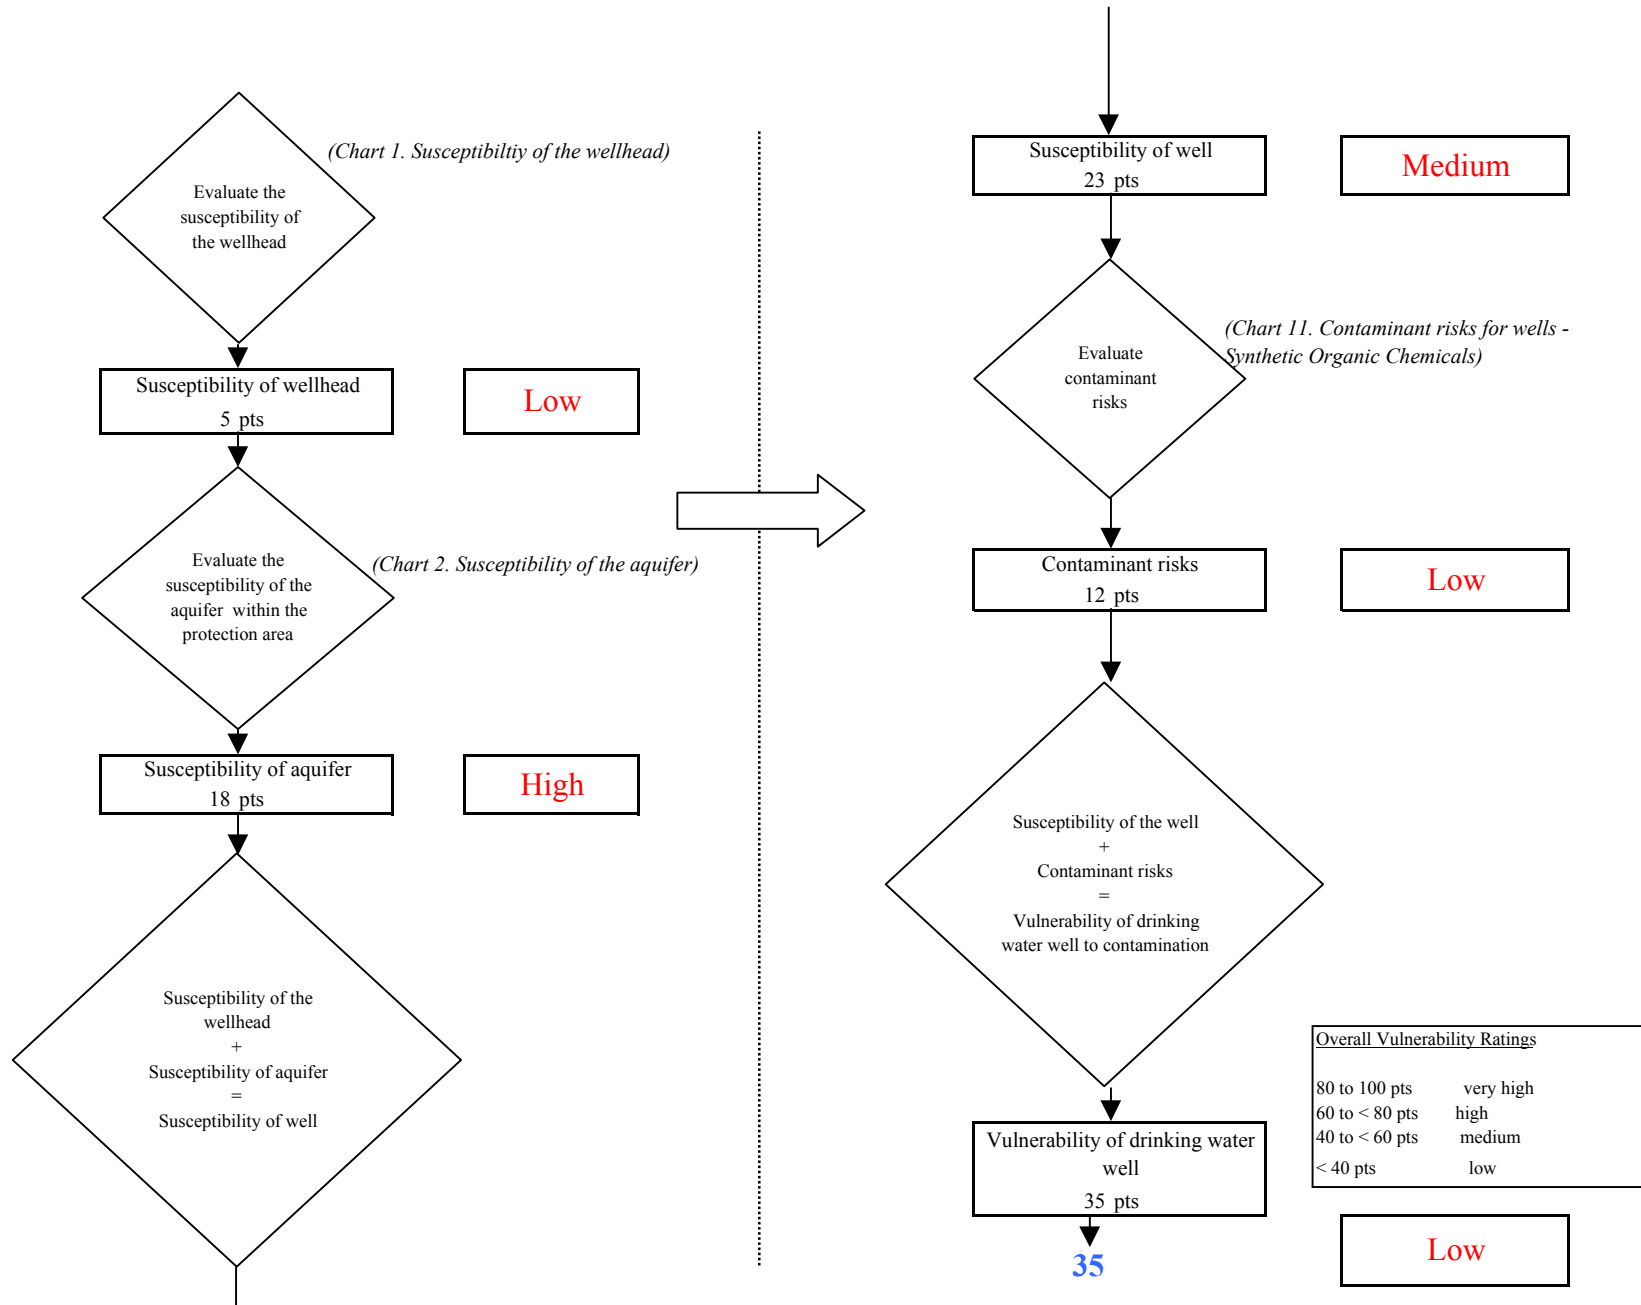 (Chart 1. Susceptibiltiy of the wellhead)
Evaluate the
susceptibility of
the wellhead
Susceptibility of wellhead
5 pts
Low
Evaluate the
susceptibility of the
aquifer within the
protection area
(Chart 2. Susceptibility of the aquifer)
Susceptibility of aquifer
18 pts
High
Susceptibility of the
wellhead
+
Susceptibility of aquifer
=
Susceptibility of well
Susceptibility of well
23 pts
Medium
Evaluate
contaminant
risks
(Chart 11. Contaminant risks for wells -
Synthetic Organic Chemicals)
Contaminant risks
12 pts
Low
Susceptibility of the well
+
Contaminant risks
=
Vulnerability of drinking
water well to contamination
Overall Vulnerability Ratings
80 to 100 pts very high
60 to < 80 pts high
40 to < 60 pts medium
< 40 pts low
Vulnerability of drinking water
well
35 pts
Low
35